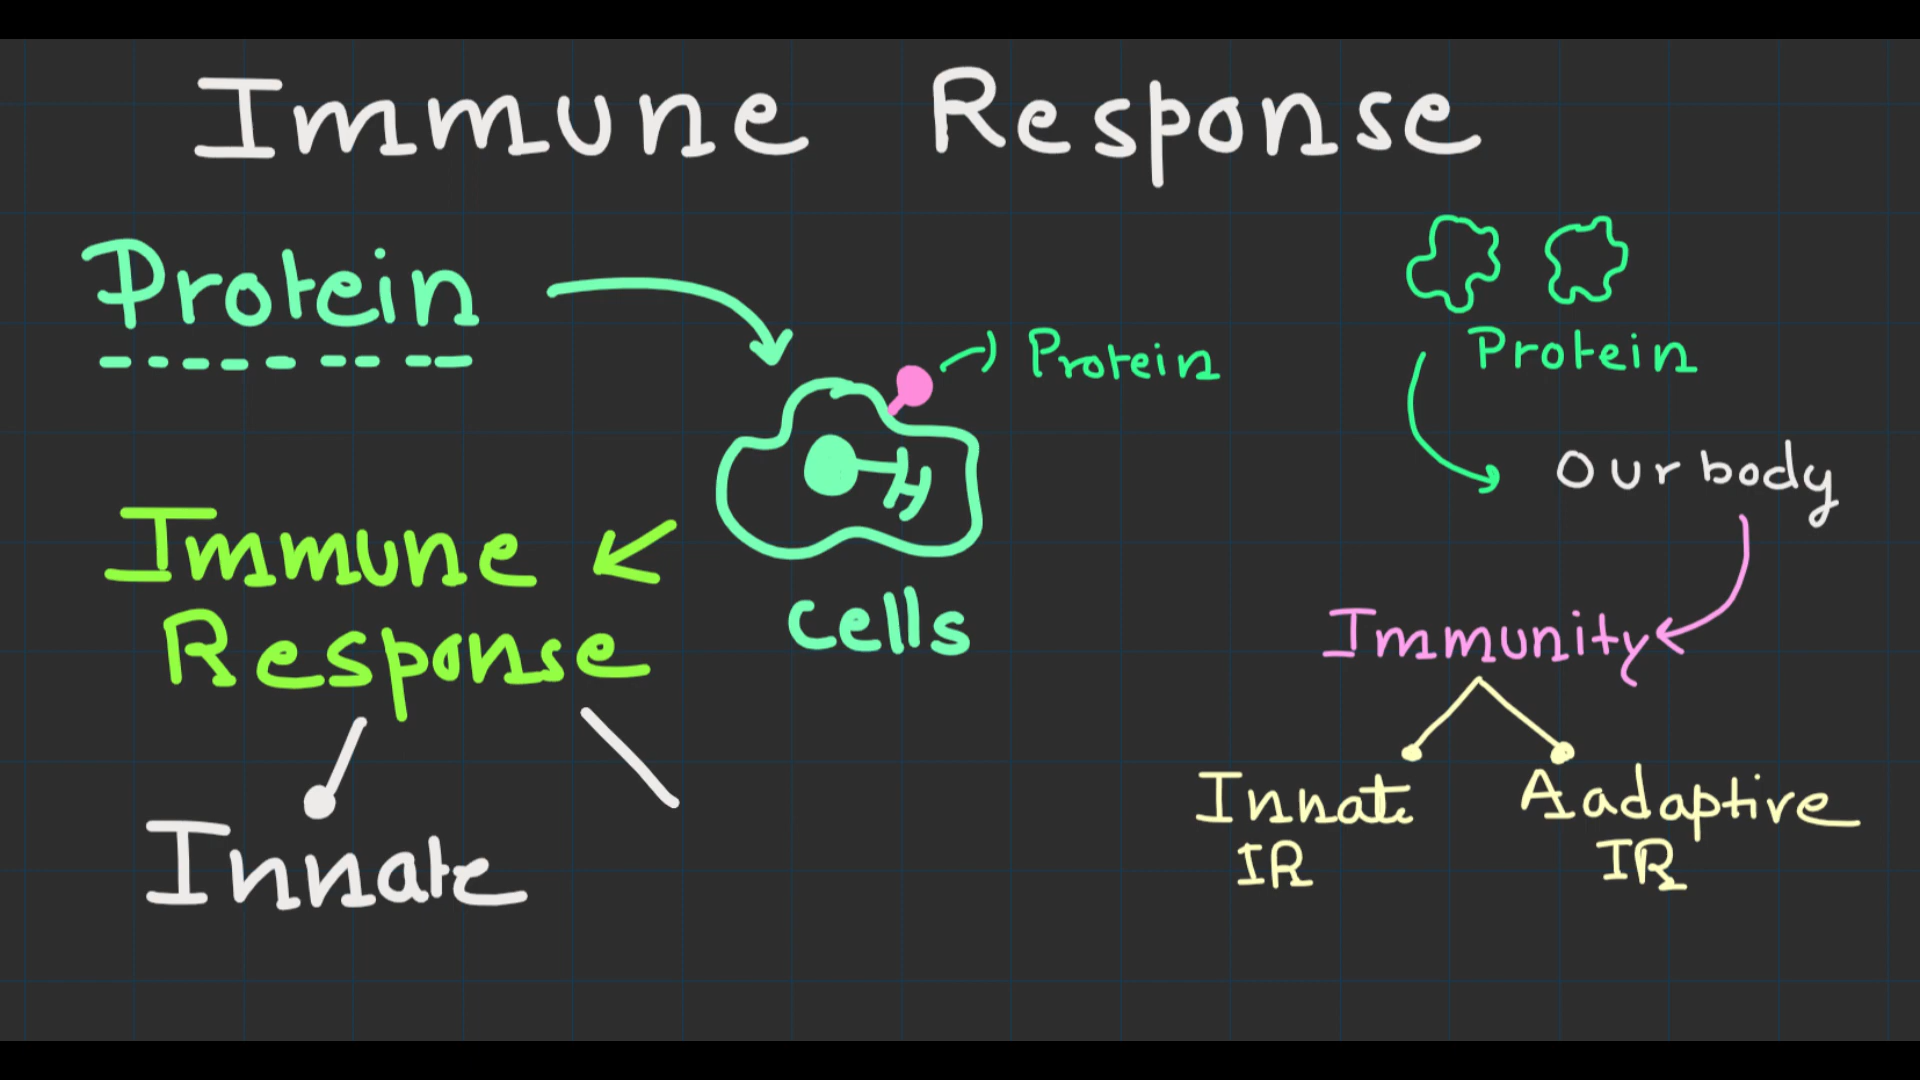 Immune Response
Protein
Protein
Cells
Immune
Response
Innate
Protein
Our body
Immunity
Innate
IR
Aadaptive
IR